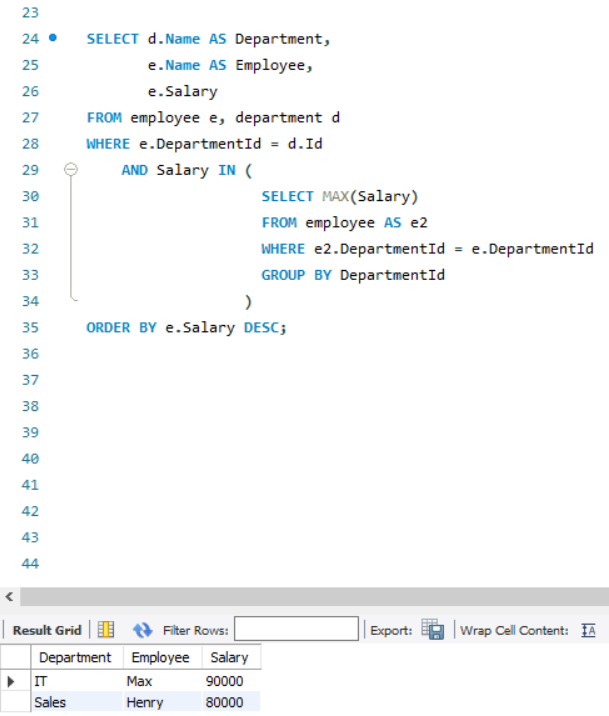 23
24 SELECT d.Name AS Department,
25 e.Name AS Employee,
26 e.Salary
27 FROM employee e, department d
28 WHERE e.DepartmentId = d.Id
29 AND Salary IN (
30 SELECT MAX(Salary)
31 FROM employee AS e2
32 WHERE e2.DepartmentId = e.DepartmentId
33 GROUP BY DepartmentId
34 )
35 ORDER BY e.Salary DESC;
36
37
38
39
40
41
42
43
44
Result Grid Filter Rows: Export: Wrap Cell Content: IA
Department Employee Salary
IT Max 90000
Sales Henry 80000